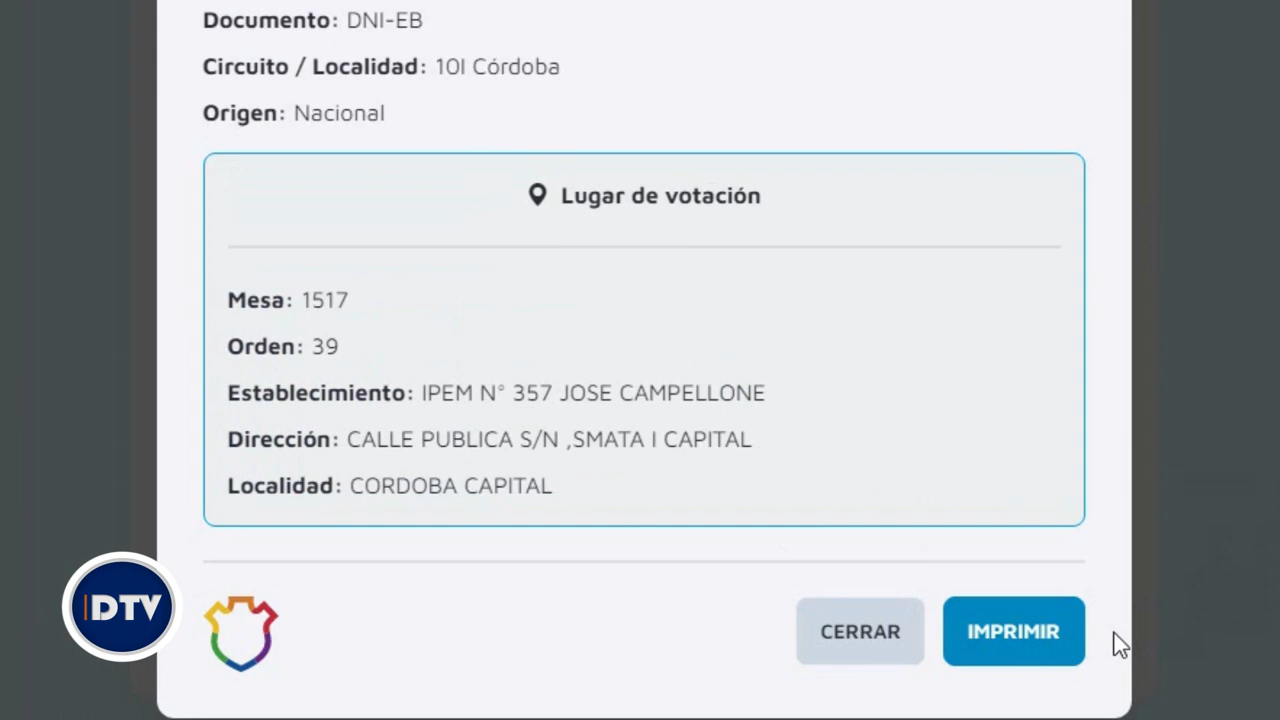 Documento: DNI-EB
Circuito / Localidad: 10I Córdoba
Origen: Nacional
Lugar de votación
Mesa: 1517
Orden: 39
Establecimiento: IPEM N° 357 JOSE CAMPELLONE
Dirección: CALLE PUBLICA S/N ,SMATA I CAPITAL
Localidad: CORDOBA CAPITAL
DTV
CERRAR
IMPRIMIR